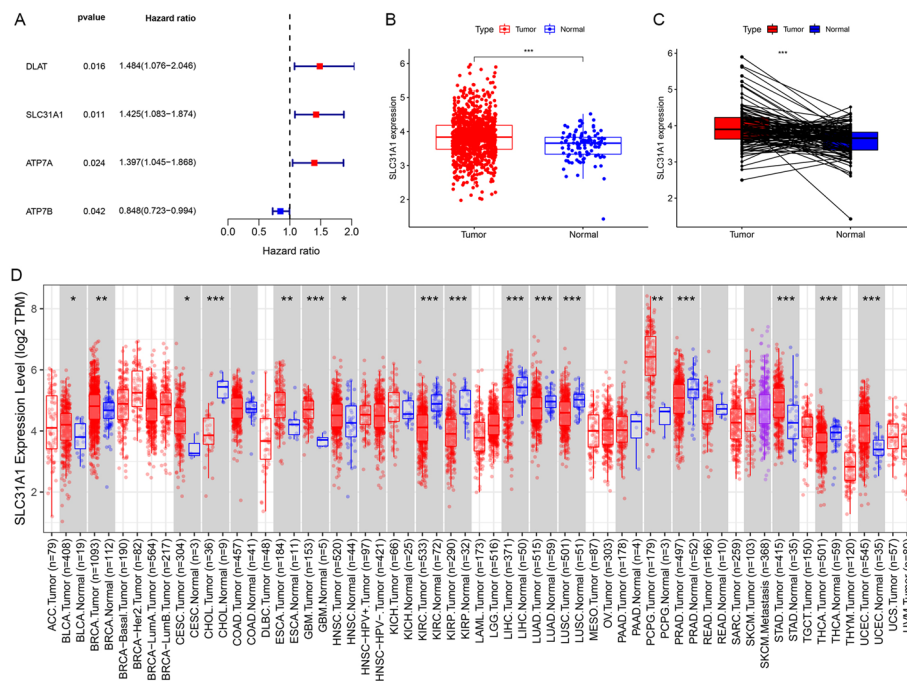 A
pvalue Hazard ratio
DLAT 0.016 1.484(1.076−2.046)
SLC31A1 0.011 1.425(1.083−1.874)
ATP7A 0.024 1.397(1.045−1.868)
ATP7B 0.042 0.848(0.723−0.994)
0.0 0.5 1.0 1.5 2.0
Hazard ratio
B
Type Tumor Normal
***
SLC31A1 expression
6
5
4
3
2
Tumor Normal
C
Type Tumor Normal
***
SLC31A1 expression
6
5
4
3
2
Tumor Normal
D
SLC31A1 Expression Level (log2 TPM)
8
6
4
2
* ** * *** ** *** * *** *** *** *** *** ** *** *** *** ***
ACC.Tumor (n=79)
BLCA.Tumor (n=408)
BLCA.Normal (n=19)
BRCA.Tumor (n=1093)
BRCA.Normal (n=112)
BRCA−Basal.Tumor (n=190)
BRCA−Her2.Tumor (n=82)
BRCA−LumA.Tumor (n=564)
BRCA−LumB.Tumor (n=217)
CESC.Tumor (n=304)
CESC.Normal (n=3)
CHOL.Tumor (n=36)
CHOL.Normal (n=9)
COAD.Tumor (n=457)
COAD.Normal (n=41)
DLBC.Tumor (n=48)
ESCA.Tumor (n=184)
ESCA.Normal (n=11)
GBM.Tumor (n=153)
GBM.Normal (n=5)
HNSC.Tumor (n=520)
HNSC.Normal (n=44)
HNSC−HPV+.Tumor (n=97)
HNSC−HPV−.Tumor (n=421)
KICH.Tumor (n=66)
KICH.Normal (n=25)
KIRC.Tumor (n=533)
KIRC.Normal (n=72)
KIRP.Tumor (n=290)
KIRP.Normal (n=32)
LAML.Tumor (n=173)
LGG.Tumor (n=516)
LIHC.Tumor (n=371)
LIHC.Normal (n=50)
LUAD.Tumor (n=515)
LUAD.Normal (n=59)
LUSC.Tumor (n=501)
LUSC.Normal (n=51)
MESO.Tumor (n=87)
OV.Tumor (n=303)
PAAD.Tumor (n=178)
PAAD.Normal (n=4)
PCPG.Tumor (n=179)
PCPG.Normal (n=3)
PRAD.Tumor (n=497)
PRAD.Normal (n=52)
READ.Tumor (n=166)
READ.Normal (n=10)
SARC.Tumor (n=259)
SKCM.Tumor (n=103)
SKCM.Metastasis (n=368)
STAD.Tumor (n=415)
STAD.Normal (n=35)
TGCT.Tumor (n=150)
THCA.Tumor (n=501)
THCA.Normal (n=59)
THYM.Tumor (n=120)
UCEC.Tumor (n=545)
UCEC.Normal (n=35)
UCS.Tumor (n=57)